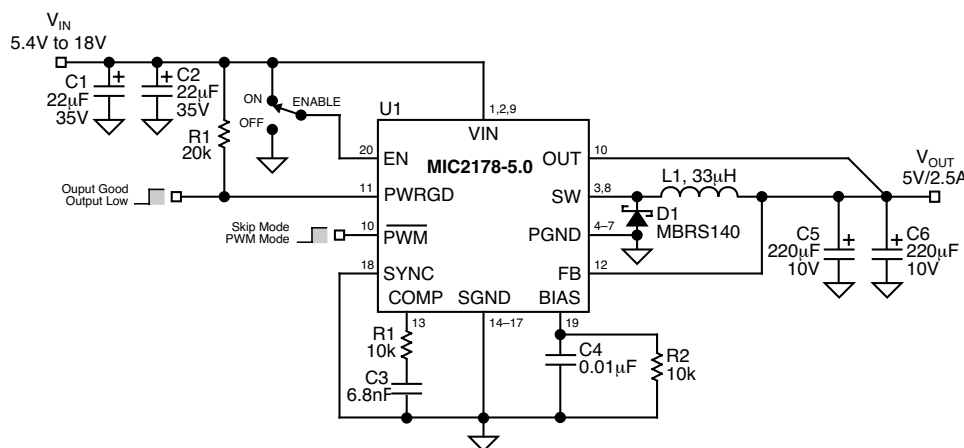 VIN
5.4V to 18V
C1
22µF
35V
C2
22µF
35V
R1
20k
ON
OFF
ENABLE
U1
1,2,9
VIN
MIC2178-5.0
20
EN
OUT
10
11
PWRGD
SW
3,8
L1, 33µH
VOUT
5V/2.5A
Ouput Good
Output Low
Skip Mode
PWM Mode
10
PWM
PGND
4–7
D1
MBRS140
C5
220µF
10V
C6
220µF
10V
18
SYNC
FB
12
COMP
SGND
BIAS
13
14–17
19
R1
10k
C3
6.8nF
C4
0.01µF
R2
10k